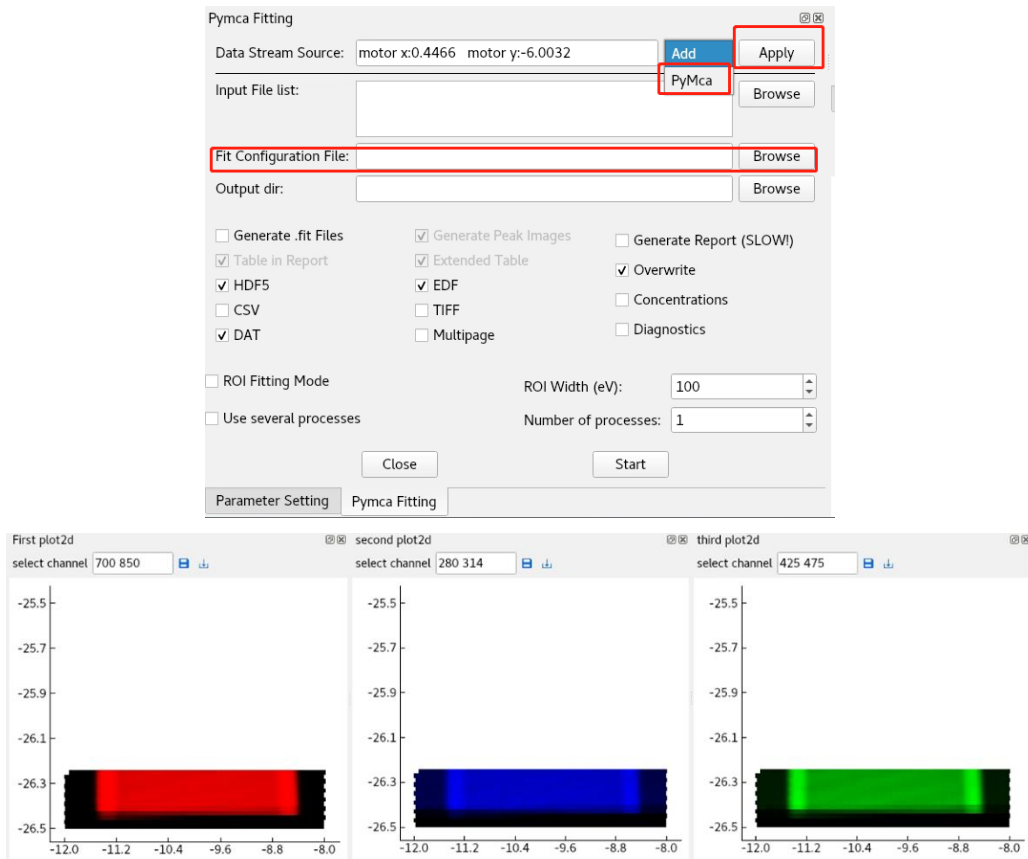 Pymca Fitting
Data Stream Source: motor x:0.4466 motor y:-6.0032 Add Apply
PyMca
Input File list: Browse
Fit Configuration File: Browse
Output dir: Browse
Generate .fit Files Generate Peak Images Generate Report (SLOW!)
Table in Report Extended Table Overwrite
HDF5 EDF Concentrations
CSV TIFF Diagnostics
DAT Multipage
ROI Fitting Mode ROI Width (eV): 100
Use several processes Number of processes: 1
Close Start
Parameter Setting Pymca Fitting
First plot2d second plot2d third plot2d
select channel 700 850 select channel 280 314 select channel 425 475
-25.5 -25.5 -25.5
-25.7 -25.7 -25.7
-25.9 -25.9 -25.9
-26.1 -26.1 -26.1
-26.3 -26.3 -26.3
-26.5 -26.5 -26.5
-12.0 -11.2 -10.4 -9.6 -8.8 -8.0 -12.0 -11.2 -10.4 -9.6 -8.8 -8.0 -12.0 -11.2 -10.4 -9.6 -8.8 -8.0